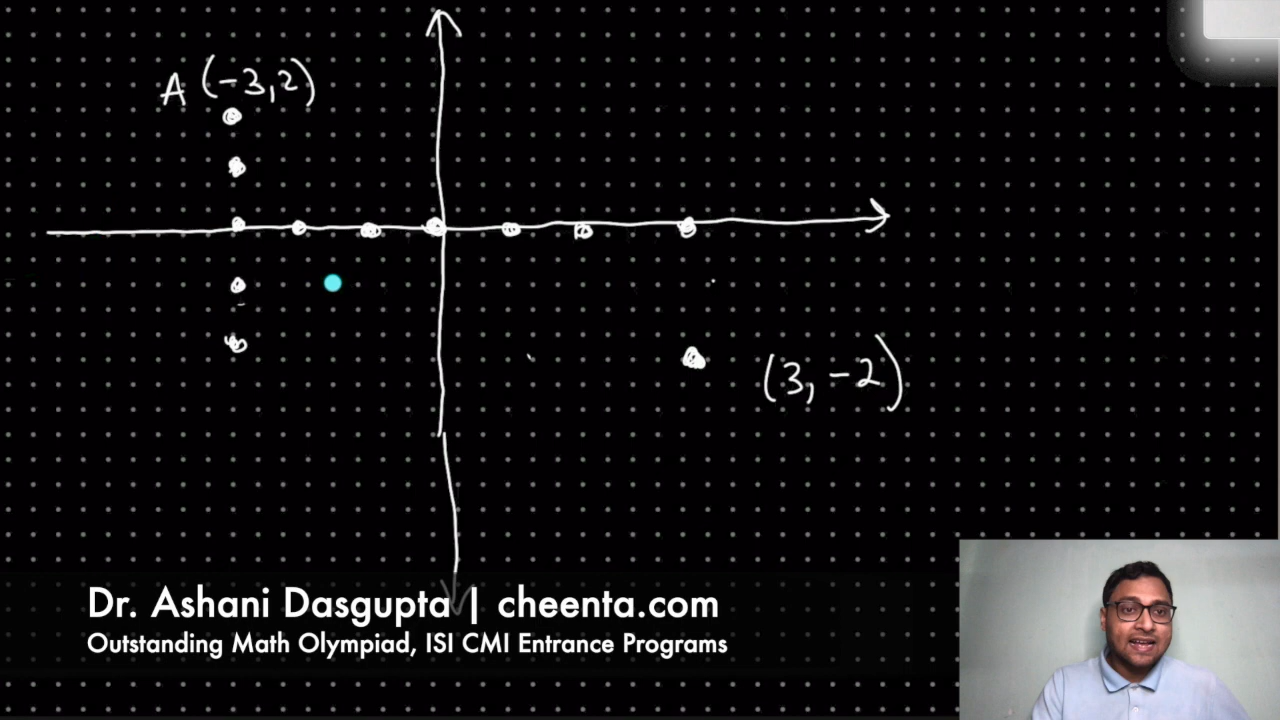 A (-3,2)
(3, -2)
Dr. Ashani Dasgupta | cheenta.com
Outstanding Math Olympiad, ISI CMI Entrance Programs